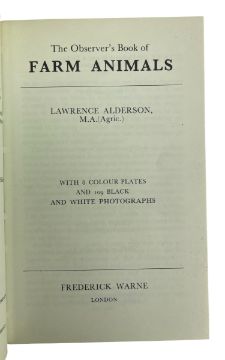 The Observer's Book of
FARM ANIMALS
LAWRENCE ALDERSON,
M.A.(Agric.)
WITH 8 COLOUR PLATES
AND 109 BLACK
AND WHITE PHOTOGRAPHS
FREDERICK WARNE
LONDON